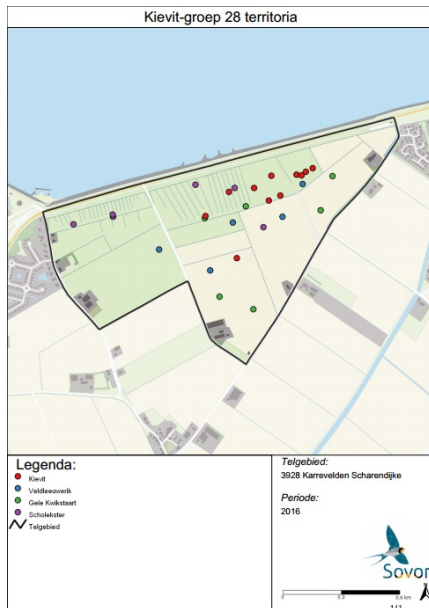 Kievit-groep 28 territoria
Legenda:
Kievit
Veldleeuwerik
Gele Kwikstaart
Scholekster
Telgebied
Telgebied:
3928 Karrevelden Scharendijke
Periode:
2016
Sovon
0 0.3 0.6 km
N
1/1